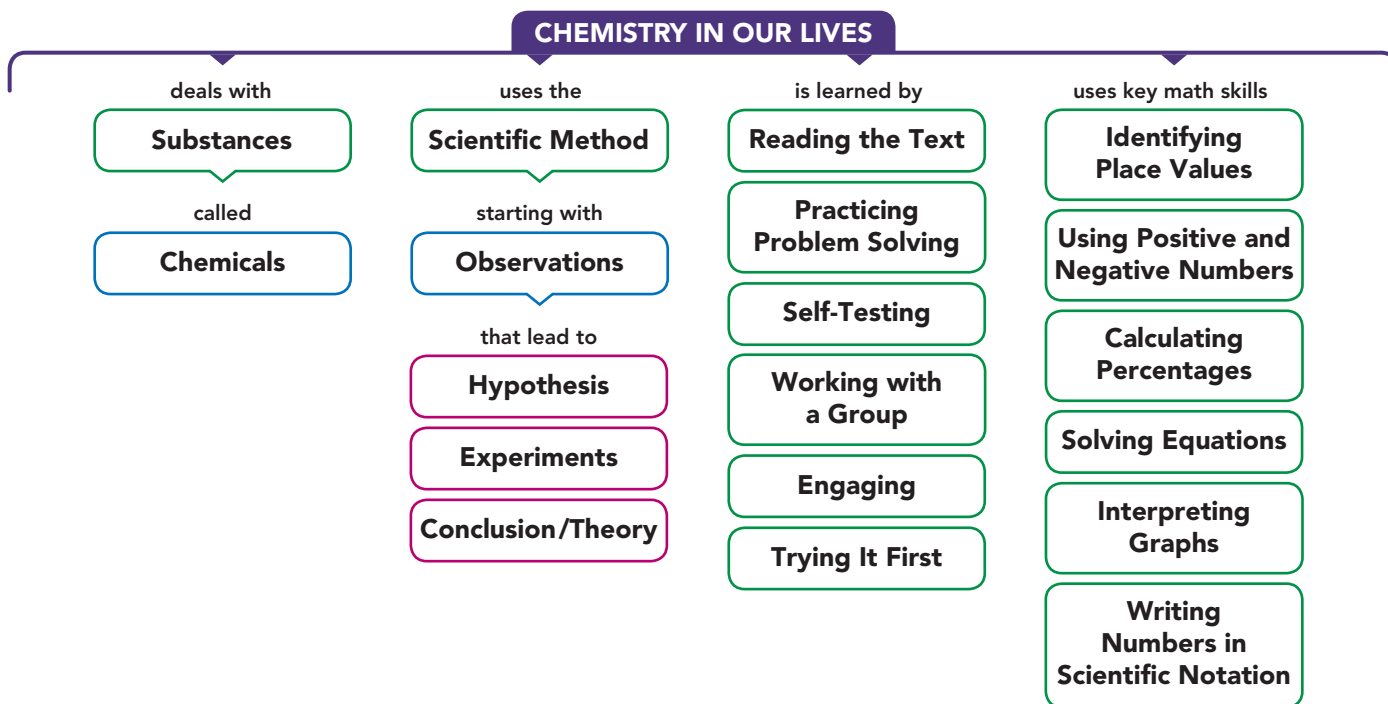 CHEMISTRY IN OUR LIVES
deals with
Substances
called
Chemicals
uses the
Scientific Method
starting with
Observations
that lead to
Hypothesis
Experiments
Conclusion/Theory
is learned by
Reading the Text
Practicing
Problem Solving
Self-Testing
Working with
a Group
Engaging
Trying It First
uses key math skills
Identifying
Place Values
Using Positive and
Negative Numbers
Calculating
Percentages
Solving Equations
Interpreting
Graphs
Writing
Numbers in
Scientific Notation